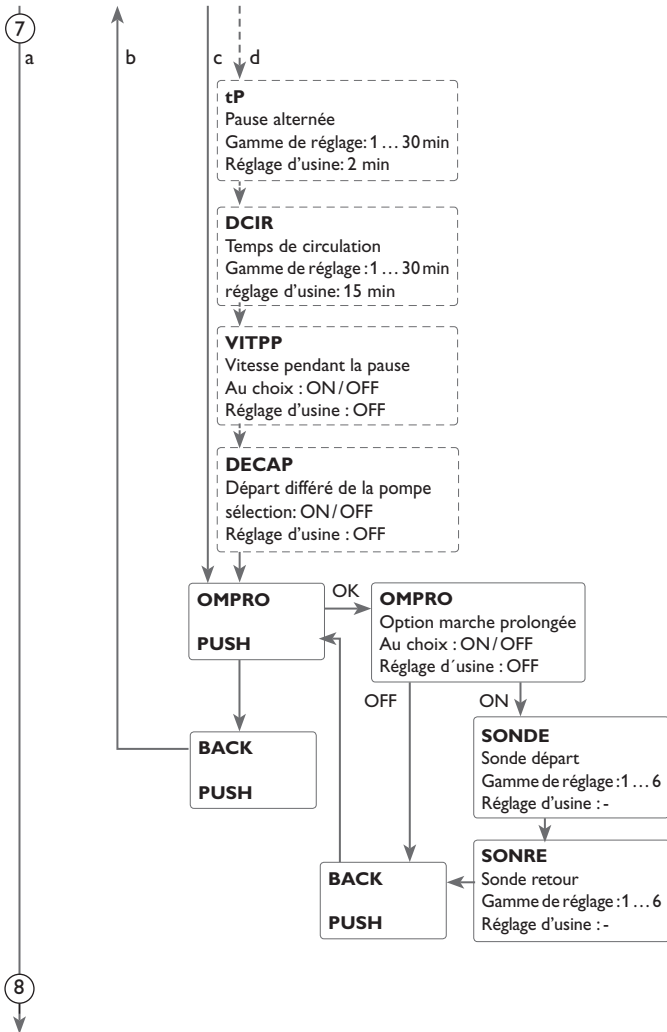 7
a
b
c
d
tP
Pause alternée
Gamme de réglage: 1 … 30 min
Réglage d'usine: 2 min
DCIR
Temps de circulation
Gamme de réglage : 1 … 30 min
réglage d'usine: 15 min
VITPP
Vitesse pendant la pause
Au choix : ON / OFF
Réglage d'usine : OFF
DECAP
Départ différé de la pompe
sélection: ON / OFF
Réglage d'usine : OFF
OMPRO
PUSH
OK
OMPRO
Option marche prolongée
Au choix : ON / OFF
Réglage d´usine : OFF
OFF
ON
SONDE
Sonde départ
Gamme de réglage : 1 … 6
Réglage d'usine : -
BACK
PUSH
SONRE
Sonde retour
Gamme de réglage : 1 … 6
Réglage d'usine : -
BACK
PUSH
8